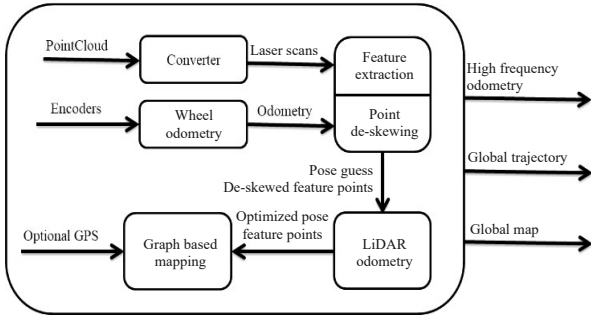 PointCloud
Converter
Laser scans
Feature
extraction
High frequency
odometry
Encoders
Wheel
odometry
Odometry
Point
de-skewing
Pose guess
De-skewed feature points
Global trajectory
Optional GPS
Graph based
mapping
Optimized pose
feature points
LiDAR
odometry
Global map